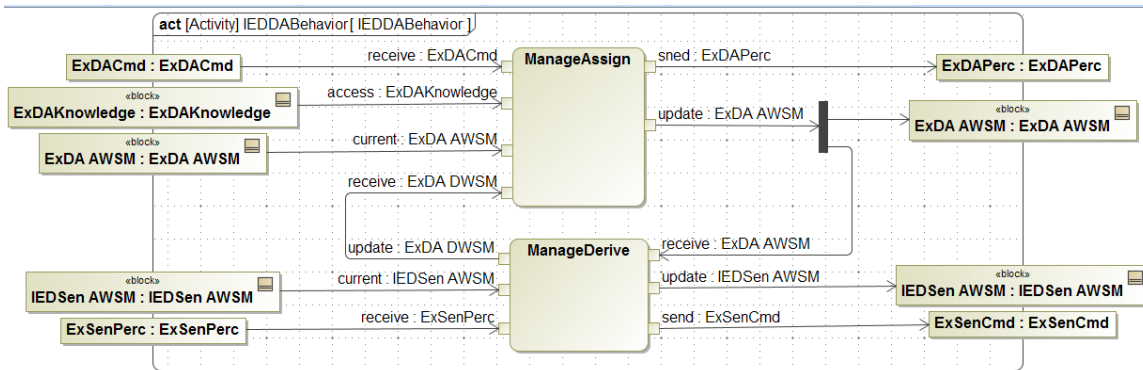 act [Activity] IEDDABehavior[ IEDDABehavior ]
ExDACmd : ExDACmd
receive : ExDACmd
ManageAssign
sned : ExDAPerc
ExDAPerc : ExDAPerc
«block»
ExDAKnowledge : ExDAKnowledge
access : ExDAKnowledge
update : ExDA AWSM
«block»
ExDA AWSM : ExDA AWSM
«block»
ExDA AWSM : ExDA AWSM
current : ExDA AWSM
receive : ExDA DWSM
update : ExDA DWSM
ManageDerive
receive : ExDA AWSM
«block»
IEDSen AWSM : IEDSen AWSM
current : IEDSen AWSM
update : IEDSen AWSM
«block»
IEDSen AWSM : IEDSen AWSM
ExSenPerc : ExSenPerc
receive : ExSenPerc
send : ExSenCmd
ExSenCmd : ExSenCmd